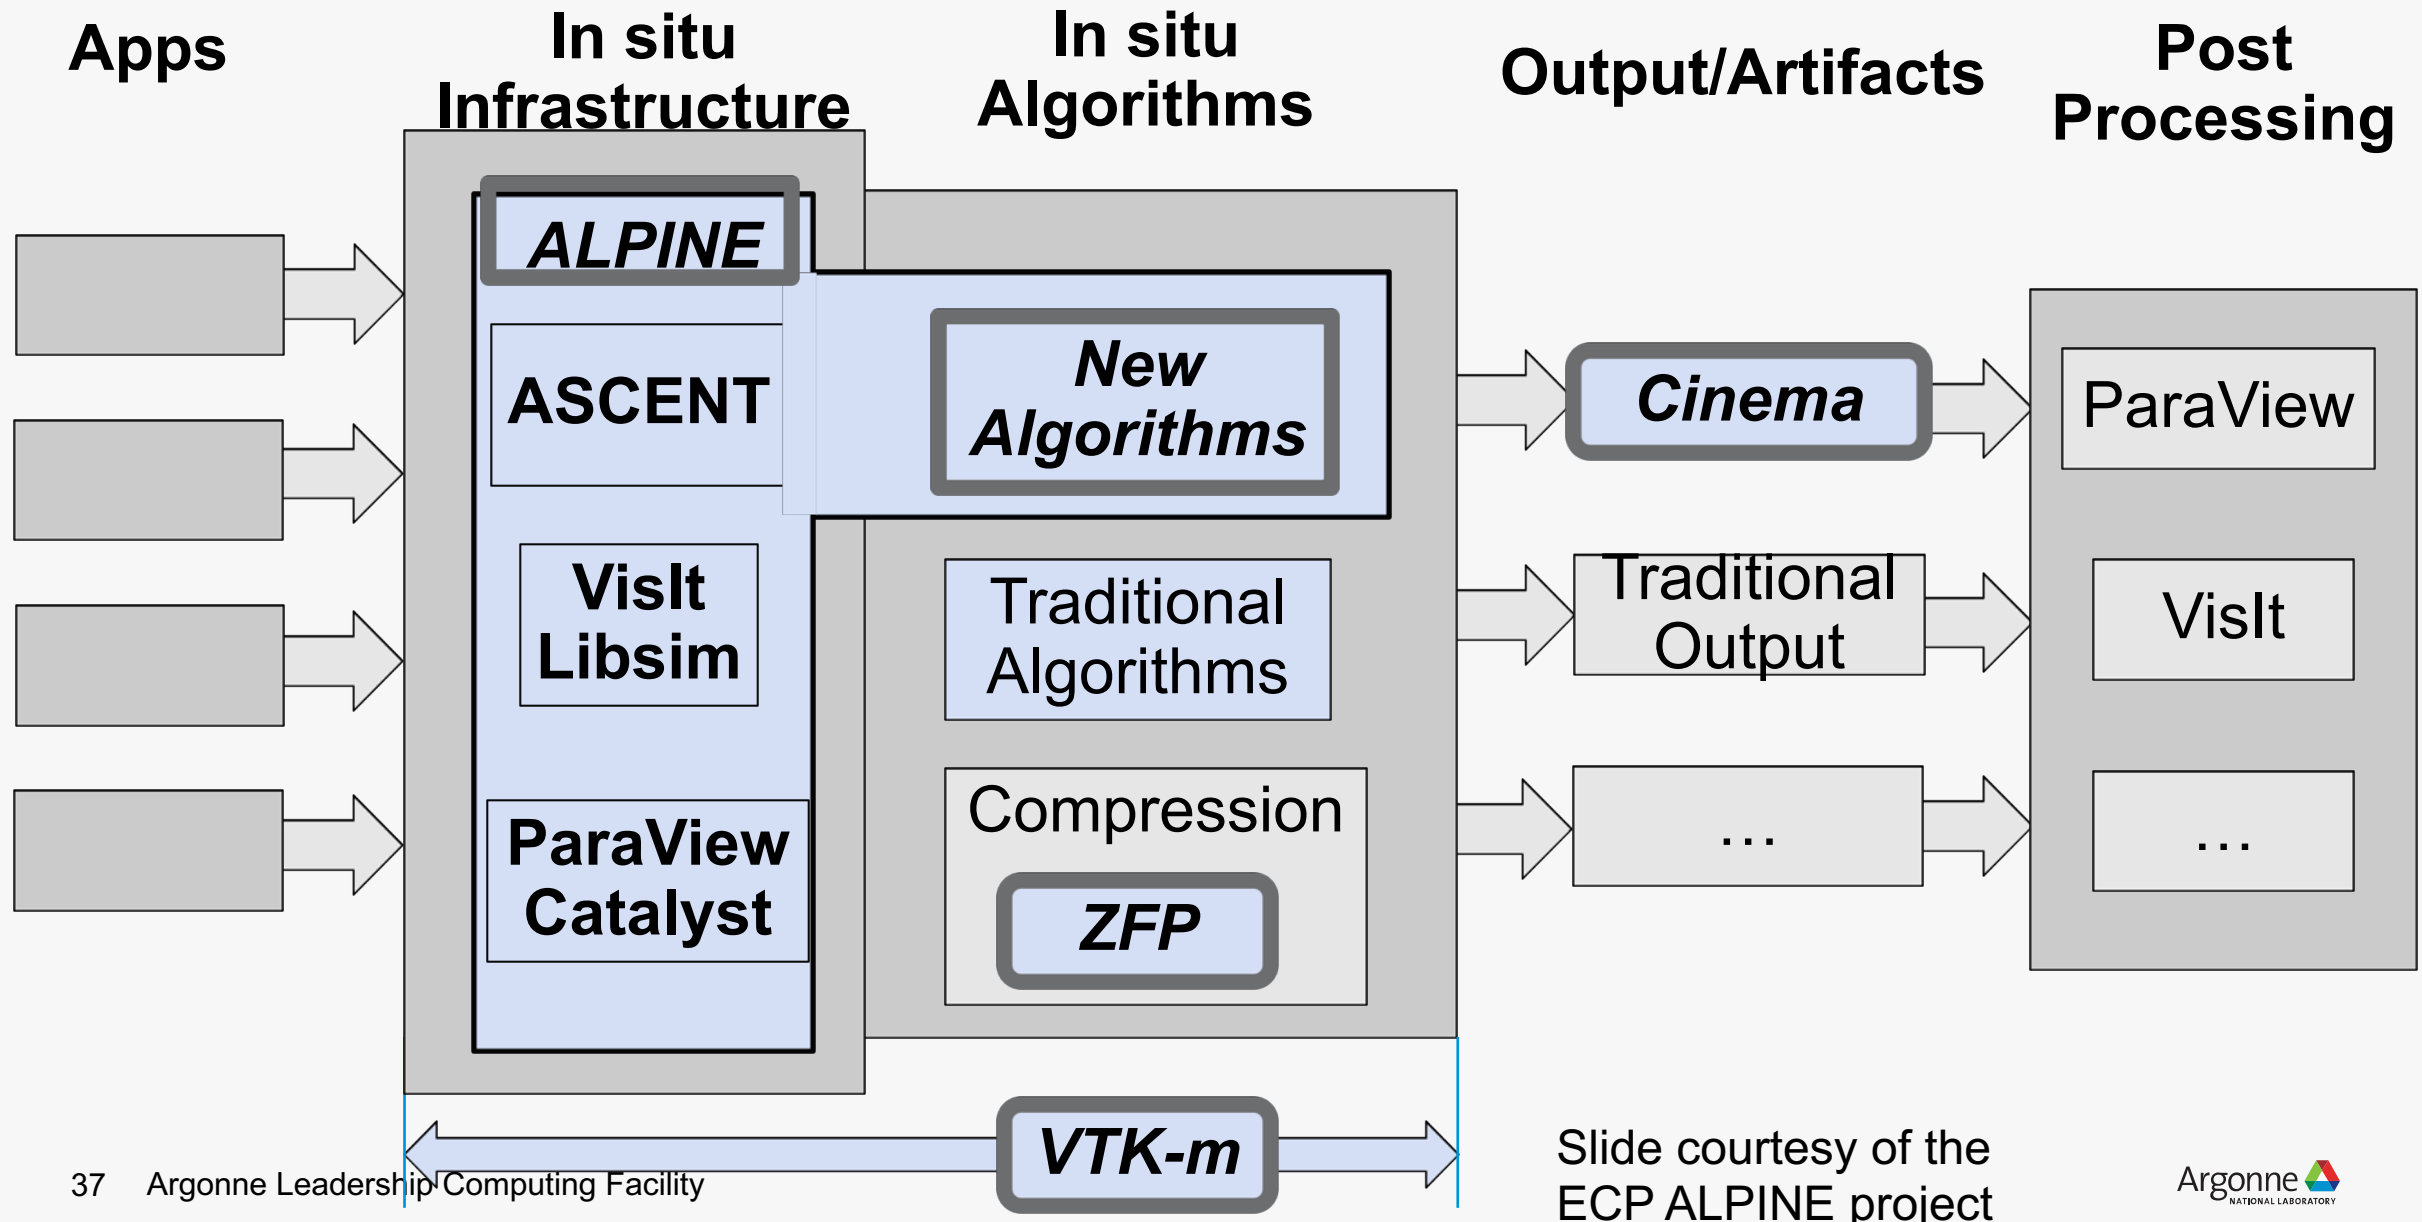 Apps
In situ
Infrastructure
In situ
Algorithms
Output/Artifacts
Post
Processing
ALPINE
ASCENT
VisIt
Libsim
ParaView
Catalyst
New
Algorithms
Traditional
Algorithms
Compression
ZFP
Cinema
Traditional
Output
…
ParaView
VisIt
…
VTK-m
Slide courtesy of the
ECP ALPINE project
37 Argonne Leadership Computing Facility
Argonne
NATIONAL LABORATORY